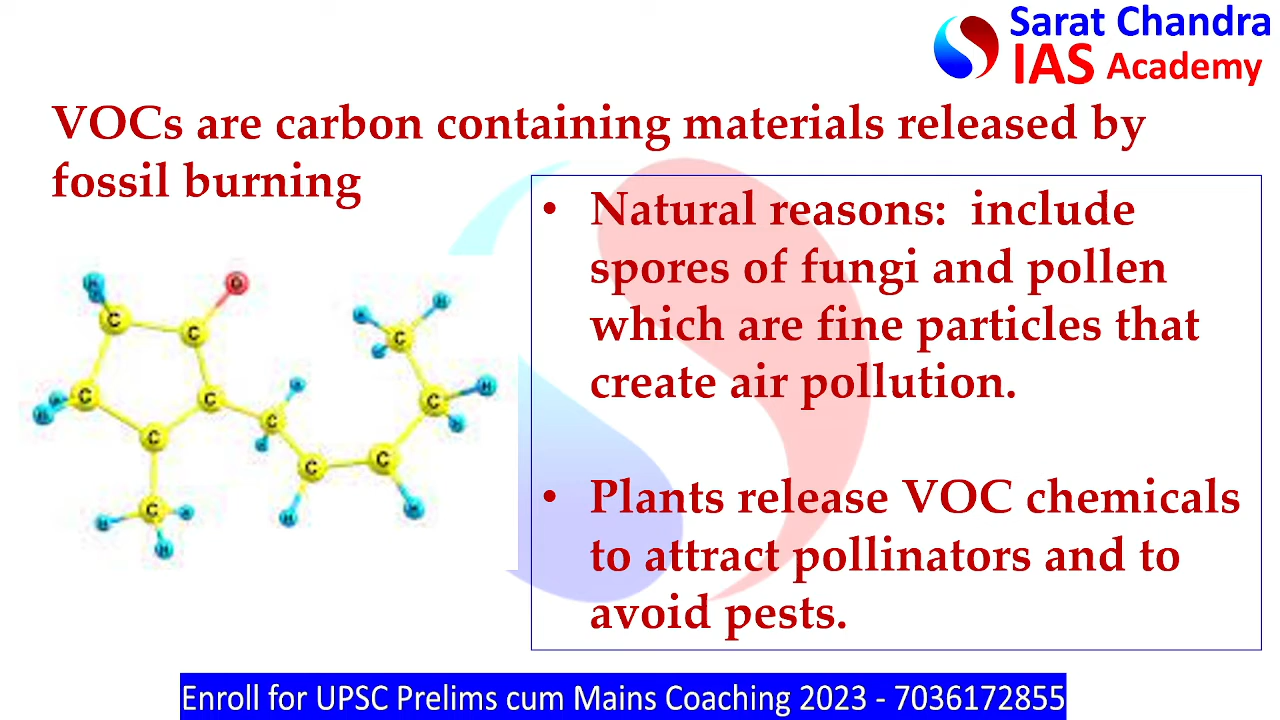 Sarat Chandra
IAS Academy
VOCs are carbon containing materials released by
fossil burning
• Natural reasons: include
spores of fungi and pollen
which are fine particles that
create air pollution.
• Plants release VOC chemicals
to attract pollinators and to
avoid pests.
O
H
C
C
H
H
C
C
H
H
H
H
C
C
H
C
H
H
C
H
H
C
C
C
H
H
H
H
H
Enroll for UPSC Prelims cum Mains Coaching 2023 - 7036172855